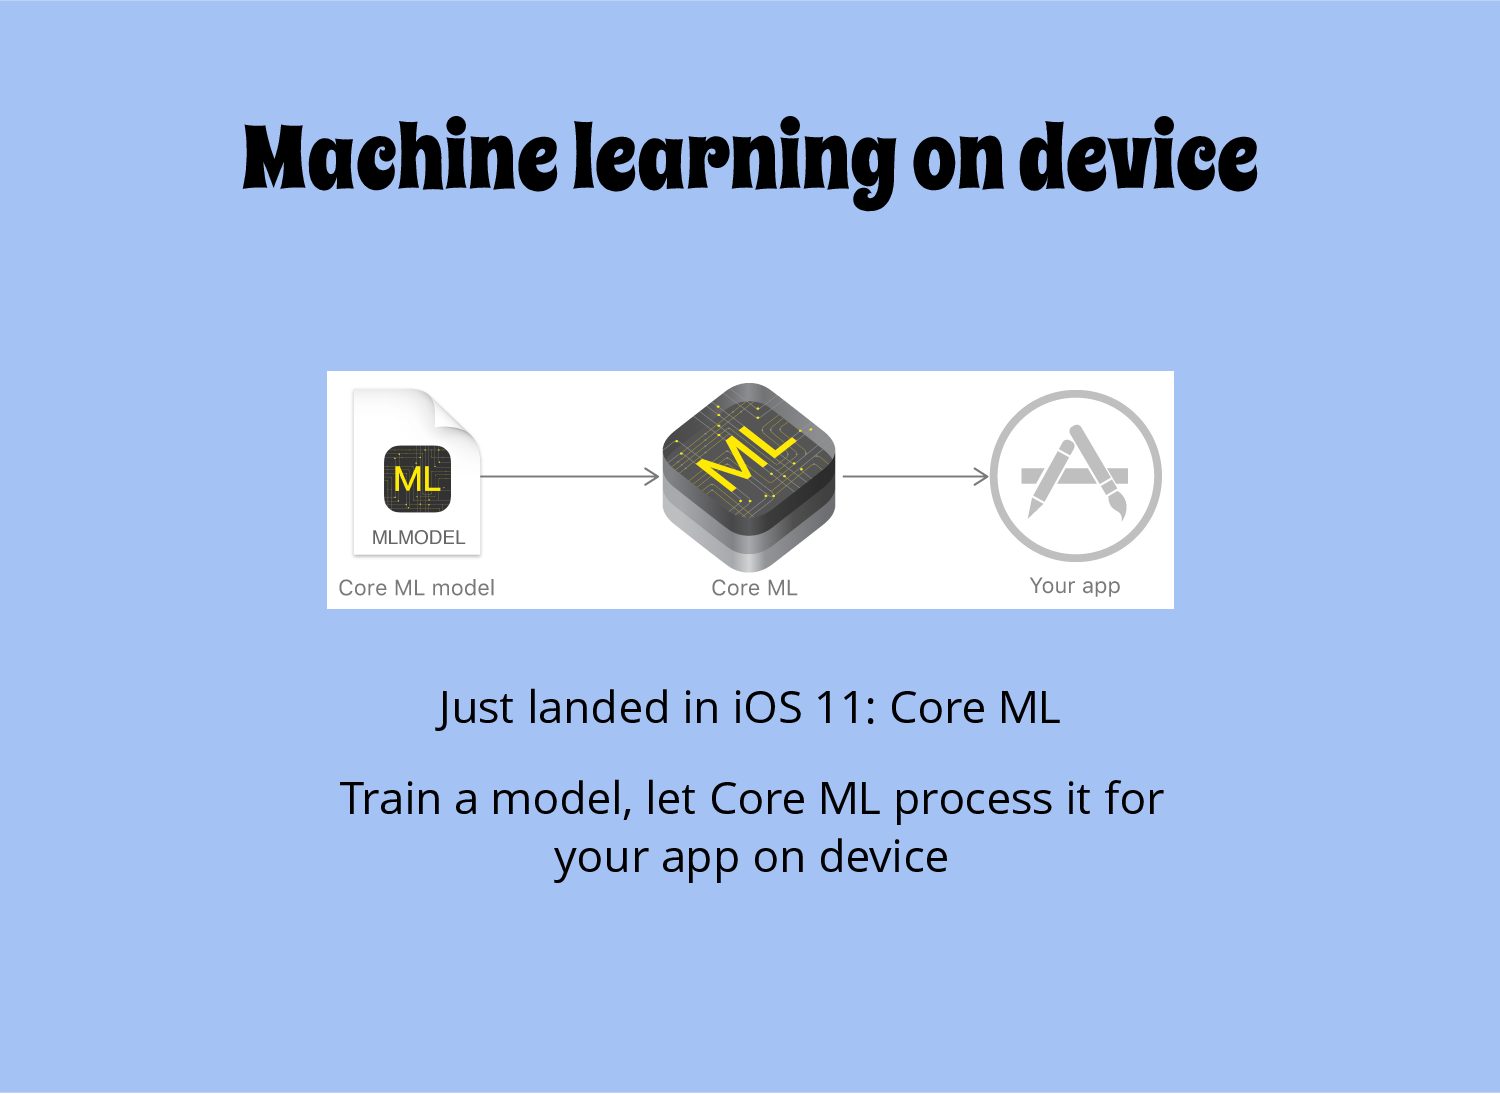 Machine learning on device
ML
ML
MLMODEL
Core ML model
Core ML
Your app
Just landed in iOS 11: Core ML
Train a model, let Core ML process it for
your app on device